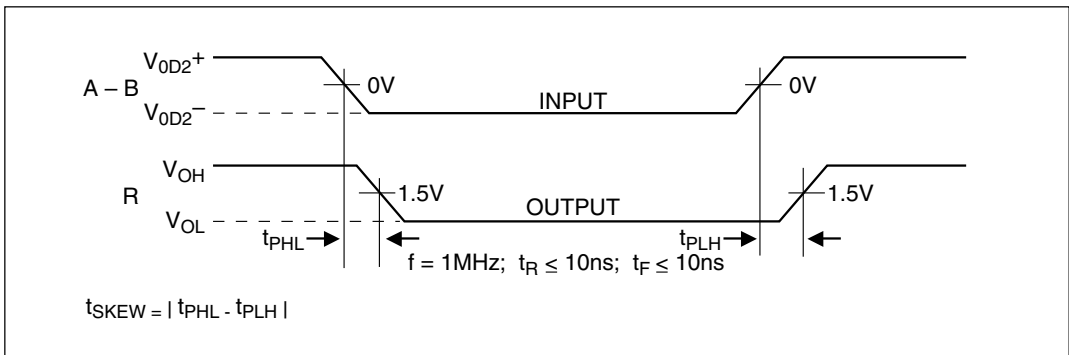 V0D2+
A – B
0V
0V
V0D2–
INPUT
VOH
R
1.5V
1.5V
VOL
OUTPUT
tPHL
tPLH
f = 1MHz; tR ≤ 10ns; tF ≤ 10ns
tSKEW = | tPHL - tPLH |